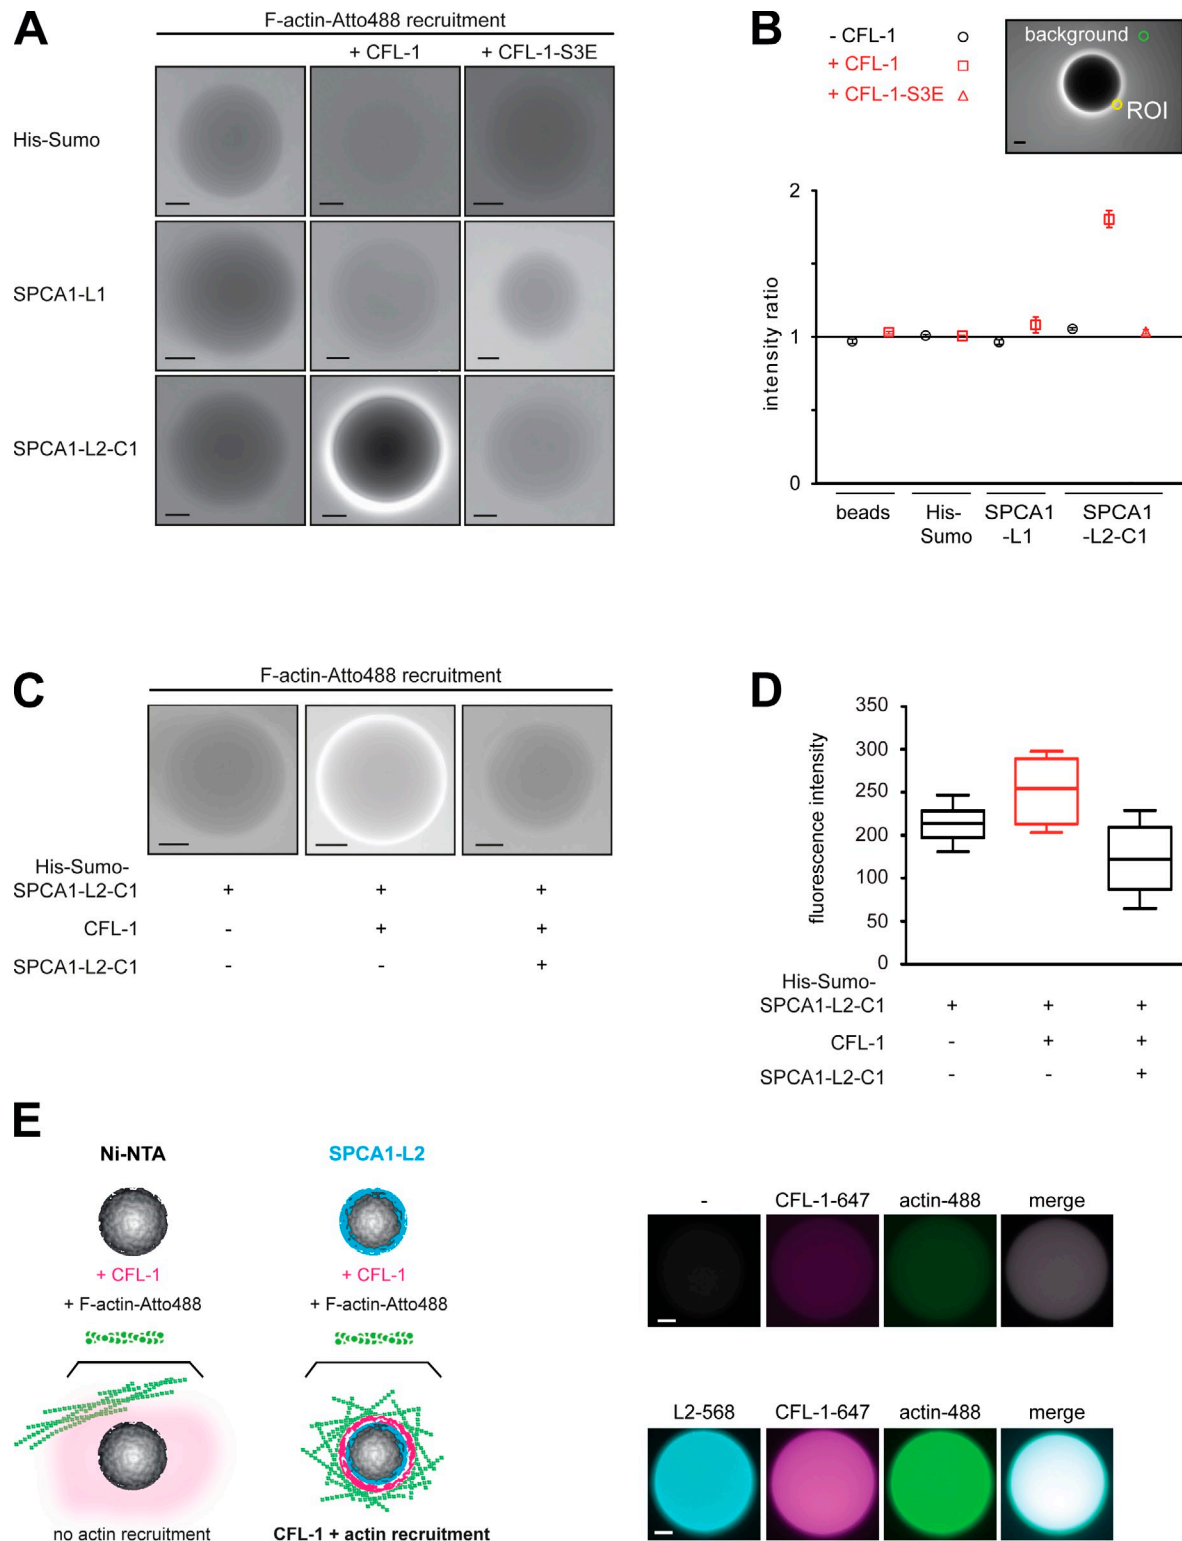 A
F-actin-Atto488 recruitment
+ CFL-1
+ CFL-1-S3E
His-Sumo
SPCA1-L1
SPCA1-L2-C1
B
- CFL-1
+ CFL-1
+ CFL-1-S3E
background
ROI
intensity ratio
2
1
0
beads
His-
Sumo
SPCA1
-L1
SPCA1
-L2-C1
C
F-actin-Atto488 recruitment
His-Sumo-
SPCA1-L2-C1 + + +
CFL-1 - + +
SPCA1-L2-C1 - - +
D
fluorescence intensity
350
300
250
200
100
50
0
His-Sumo-
SPCA1-L2-C1 + + +
CFL-1 - + +
SPCA1-L2-C1 - - +
E
Ni-NTA
SPCA1-L2
+ CFL-1
+ CFL-1
+ F-actin-Atto488
+ F-actin-Atto488
no actin recruitment
CFL-1 + actin recruitment
- CFL-1-647 actin-488 merge
L2-568 CFL-1-647 actin-488 merge